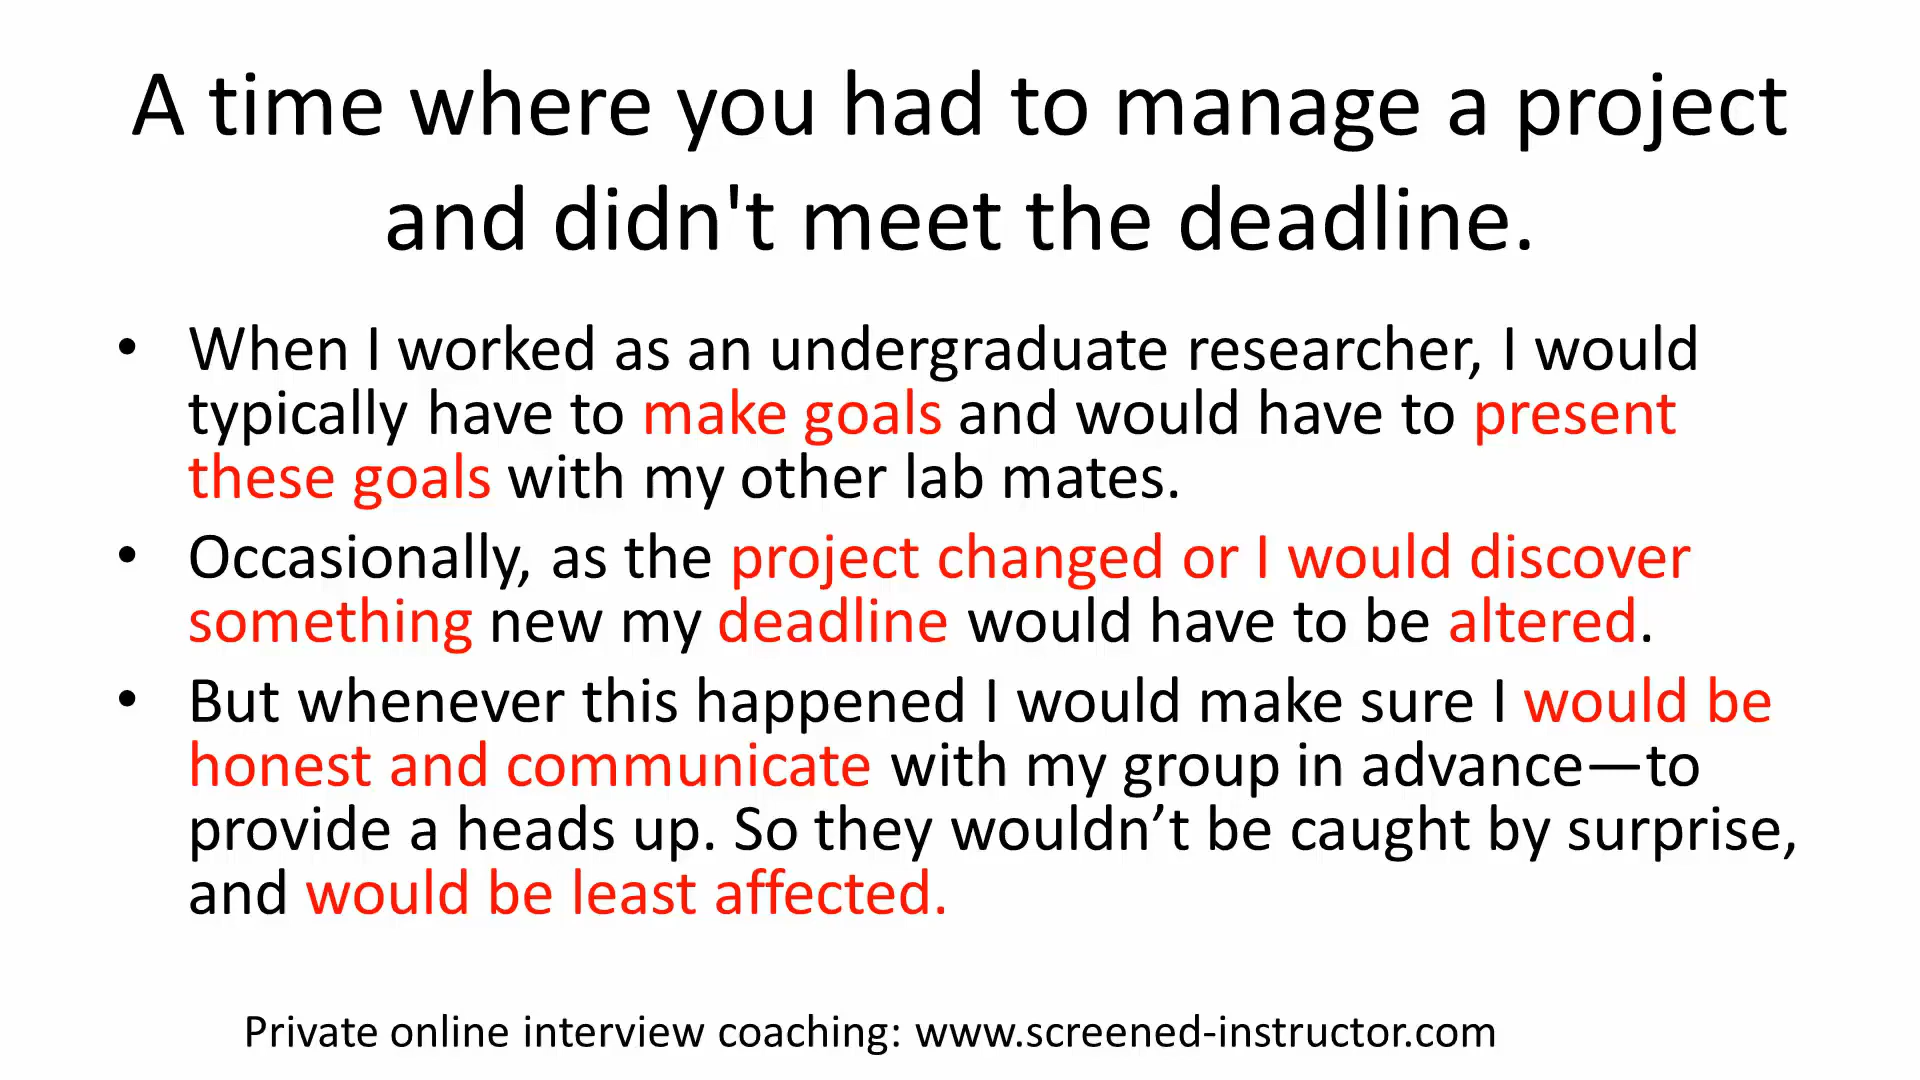 A time where you had to manage a project
and didn't meet the deadline.
• When I worked as an undergraduate researcher, I would
typically have to make goals and would have to present
these goals with my other lab mates.
• Occasionally, as the project changed or I would discover
something new my deadline would have to be altered.
• But whenever this happened I would make sure I would be
honest and communicate with my group in advance—to
provide a heads up. So they wouldn’t be caught by surprise,
and would be least affected.
Private online interview coaching: www.screened-instructor.com